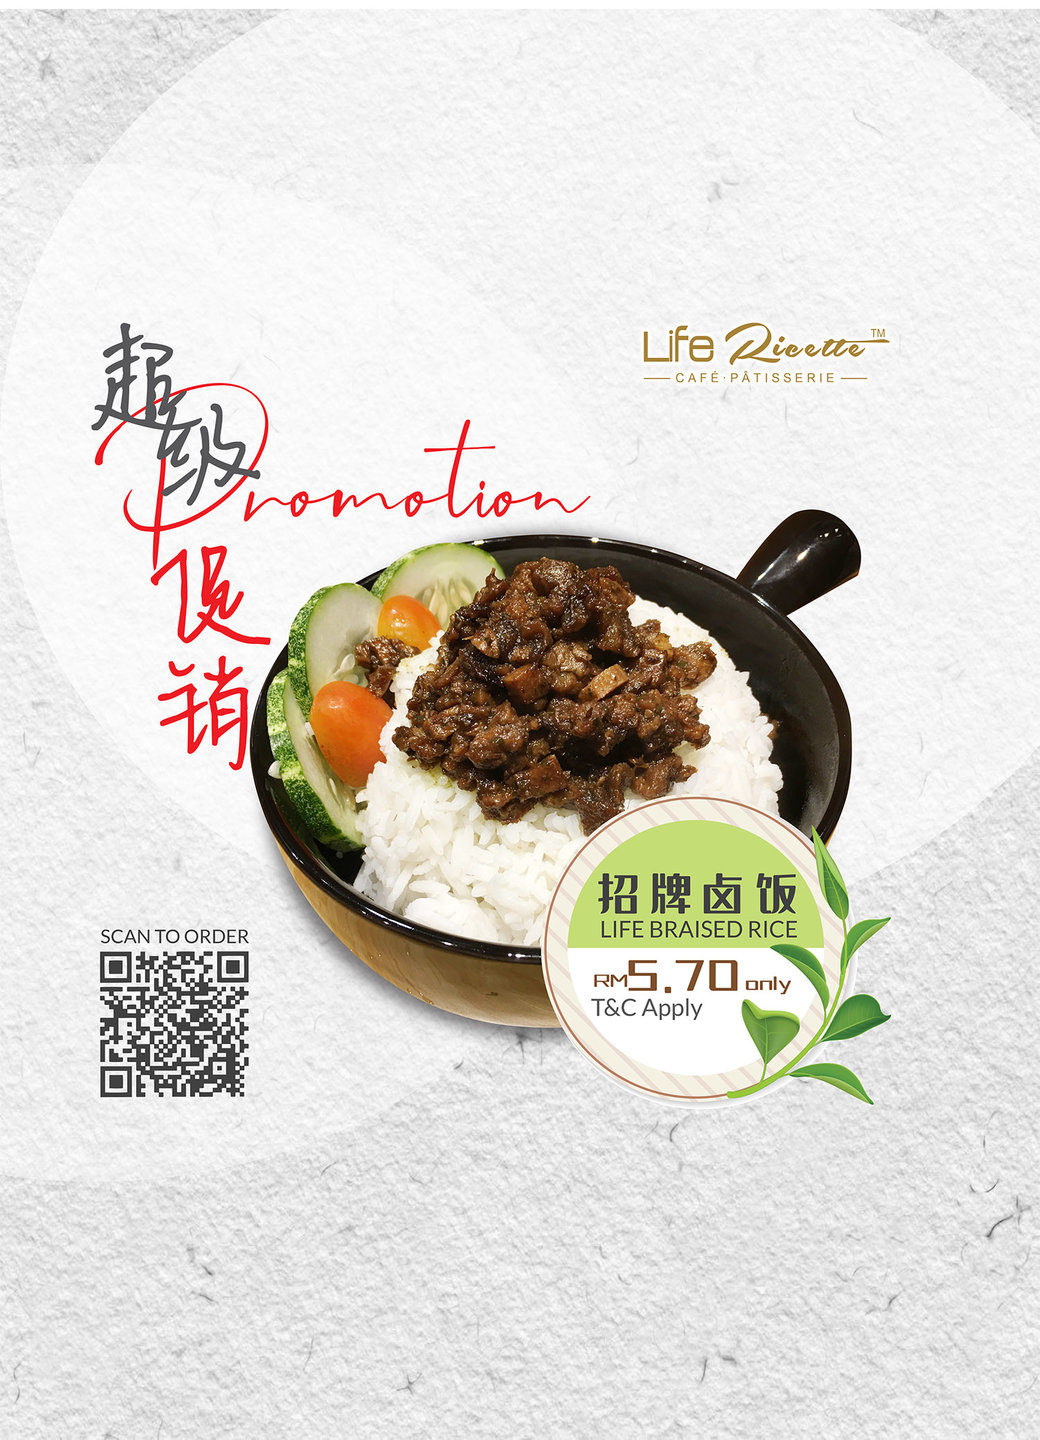 超级
Promotion
促销
Life Ricette™
CAFÉ·PÂTISSERIE
招牌卤饭
LIFE BRAISED RICE
RM5.70 only
T&C Apply
SCAN TO ORDER